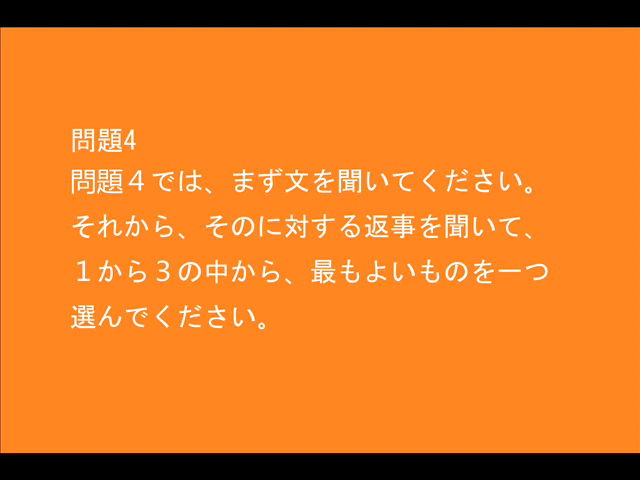 問題4
問題４では、まず文を聞いてください。
それから、そのに対する返事を聞いて、
１から３の中から、最もよいものを一つ
選んでください。